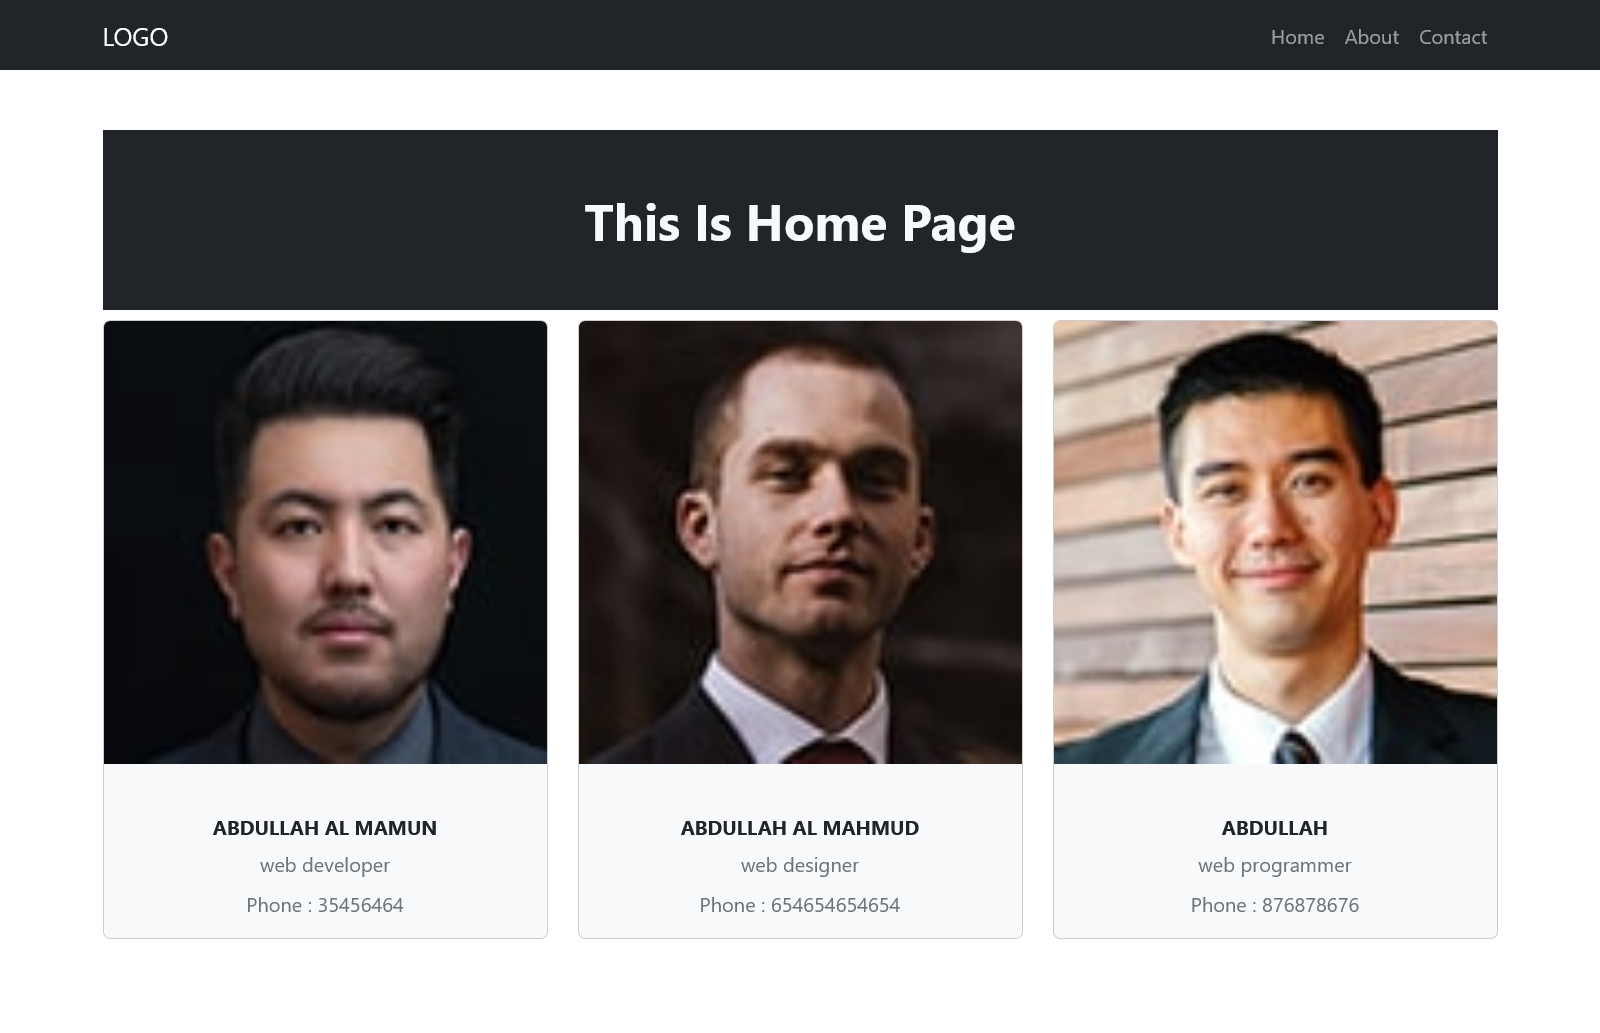 LOGO
Home About Contact
This Is Home Page
ABDULLAH AL MAMUN
web developer
Phone : 35456464
ABDULLAH AL MAHMUD
web designer
Phone : 654654654654
ABDULLAH
web programmer
Phone : 876878676